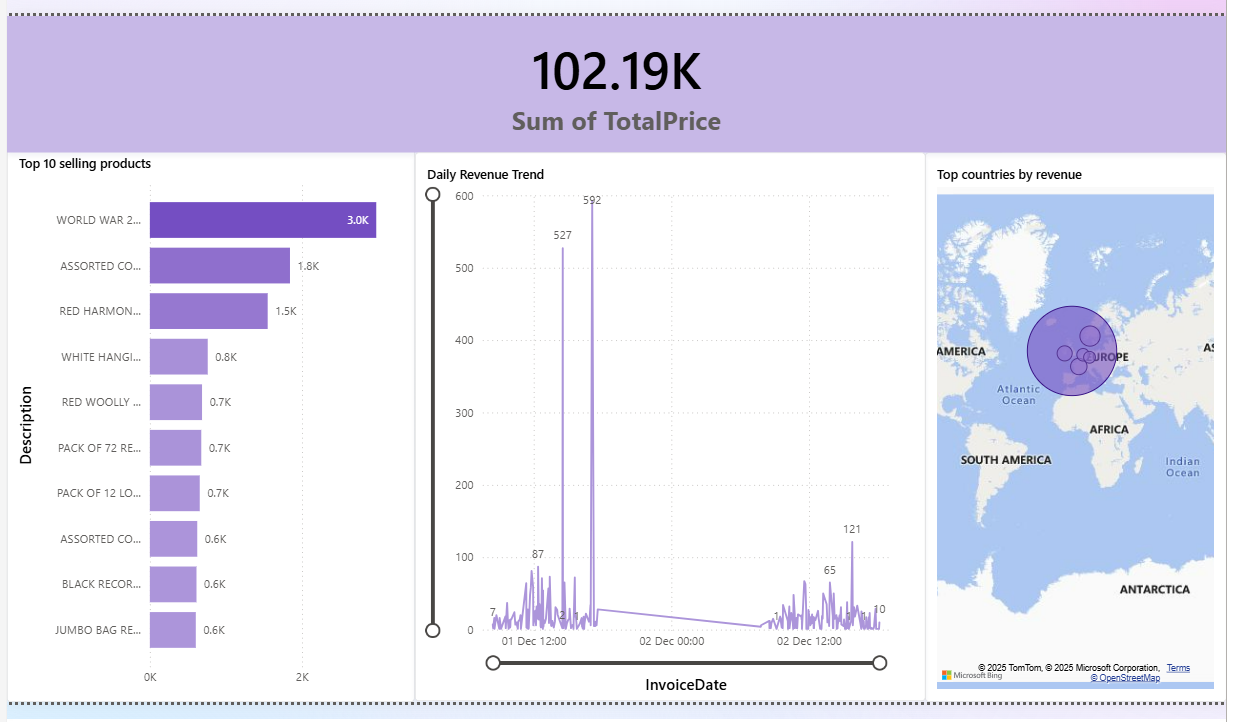 102.19K
Sum of TotalPrice
Top 10 selling products
Description
WORLD WAR 2...
3.0K
ASSORTED CO...
1.8K
RED HARMON...
1.5K
WHITE HANGI...
0.8K
RED WOOLLY ...
0.7K
PACK OF 72 RE...
0.7K
PACK OF 12 LO...
0.7K
ASSORTED CO...
0.6K
BLACK RECOR...
0.6K
JUMBO BAG RE...
0.6K
0K
2K
Daily Revenue Trend
600
500
400
300
200
100
0
7
87
527
2
592
1
1
65
1
121
1
10
01 Dec 12:00
02 Dec 00:00
02 Dec 12:00
InvoiceDate
Top countries by revenue
AMERICA
UROPE
AS
Atlantic
Ocean
AFRICA
SOUTH AMERICA
Indian
Ocean
ANTARCTICA
© 2025 TomTom, © 2025 Microsoft Corporation, Terms
Microsoft Bing
© OpenStreetMap